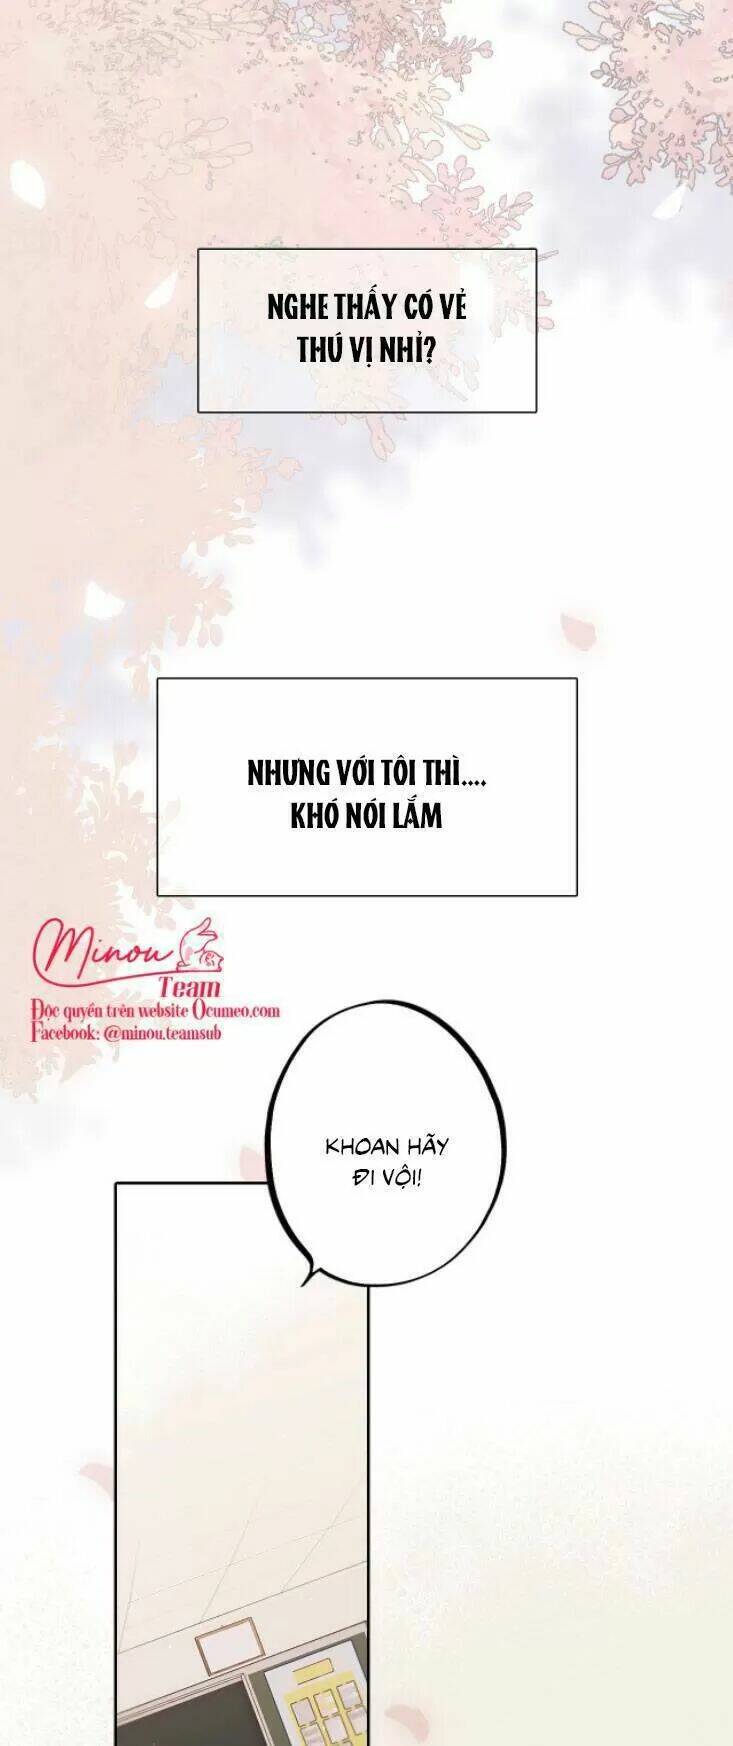 NGHE THẤY CÓ VẺ
THÚ VỊ NHỈ?
NHƯNG VỚI TÔI THÌ....
KHÓ NÓI LẮM
Minou
Team
Độc quyền trên website Ocumeo.com
Facebook: @minou.teamsub
KHOAN HÃY
ĐI VỘI!